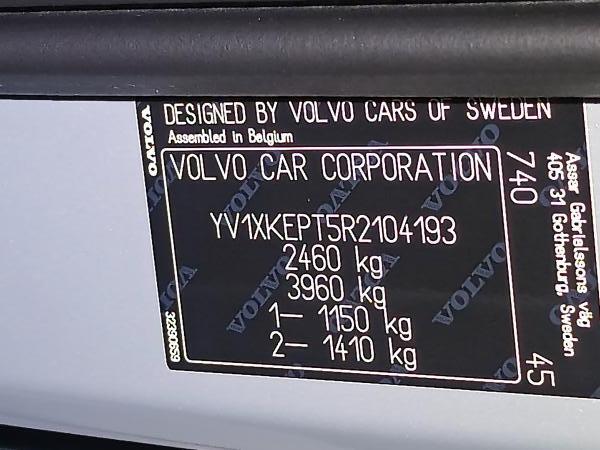 DESIGNED BY VOLVO CARS OF SWEDEN
Assembled in Belgium
VOLVO
VOLVO CAR CORPORATION
YV1XKEPT5R2104193
2460 kg
3960 kg
1– 1150 kg
2– 1410 kg
32390659
740
45
Assar Gabrielssons väg
405 31 Gothenburg, Sweden